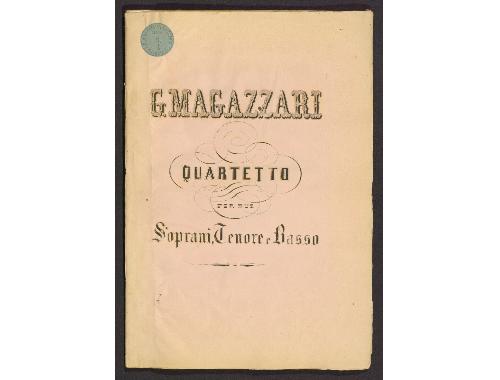 G. MAGAZZARI
QUARTETTO
PER DUE
Soprani, Tenore e Basso